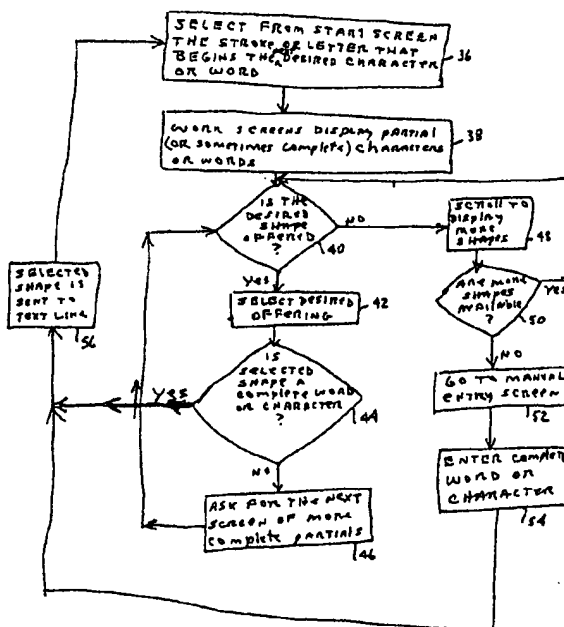 SELECT FROM START SCREEN
THE STROKE OR LETTER THAT
BEGINS THE DESIRED CHARACTER
OR WORD
36
WORK SCREENS DISPLAY PARTIAL
(OR SOMETIMES COMPLETE) CHARACTERS
OR WORDS
38
IS THE
DESIRED
SHAPE
OFFERED
?
40
NO
YES
SCROLL TO
DISPLAY
MORE
SHAPES
48
ARE MORE
SHAPES
AVAILABLE
?
50
YES
NO
SELECT DESIRED
OFFERING
42
IS
SELECTED
SHAPE A
COMPLETE WORD
OR CHARACTER
?
44
YES
NO
ASK FOR THE NEXT
SCREEN OF MORE
COMPLETE PARTIALS
46
GO TO MANUAL
ENTRY SCREEN
52
ENTER COMPLETE
WORD OR
CHARACTER
54
SELECTED
SHAPE IS
SENT TO
TEXT LINE
56